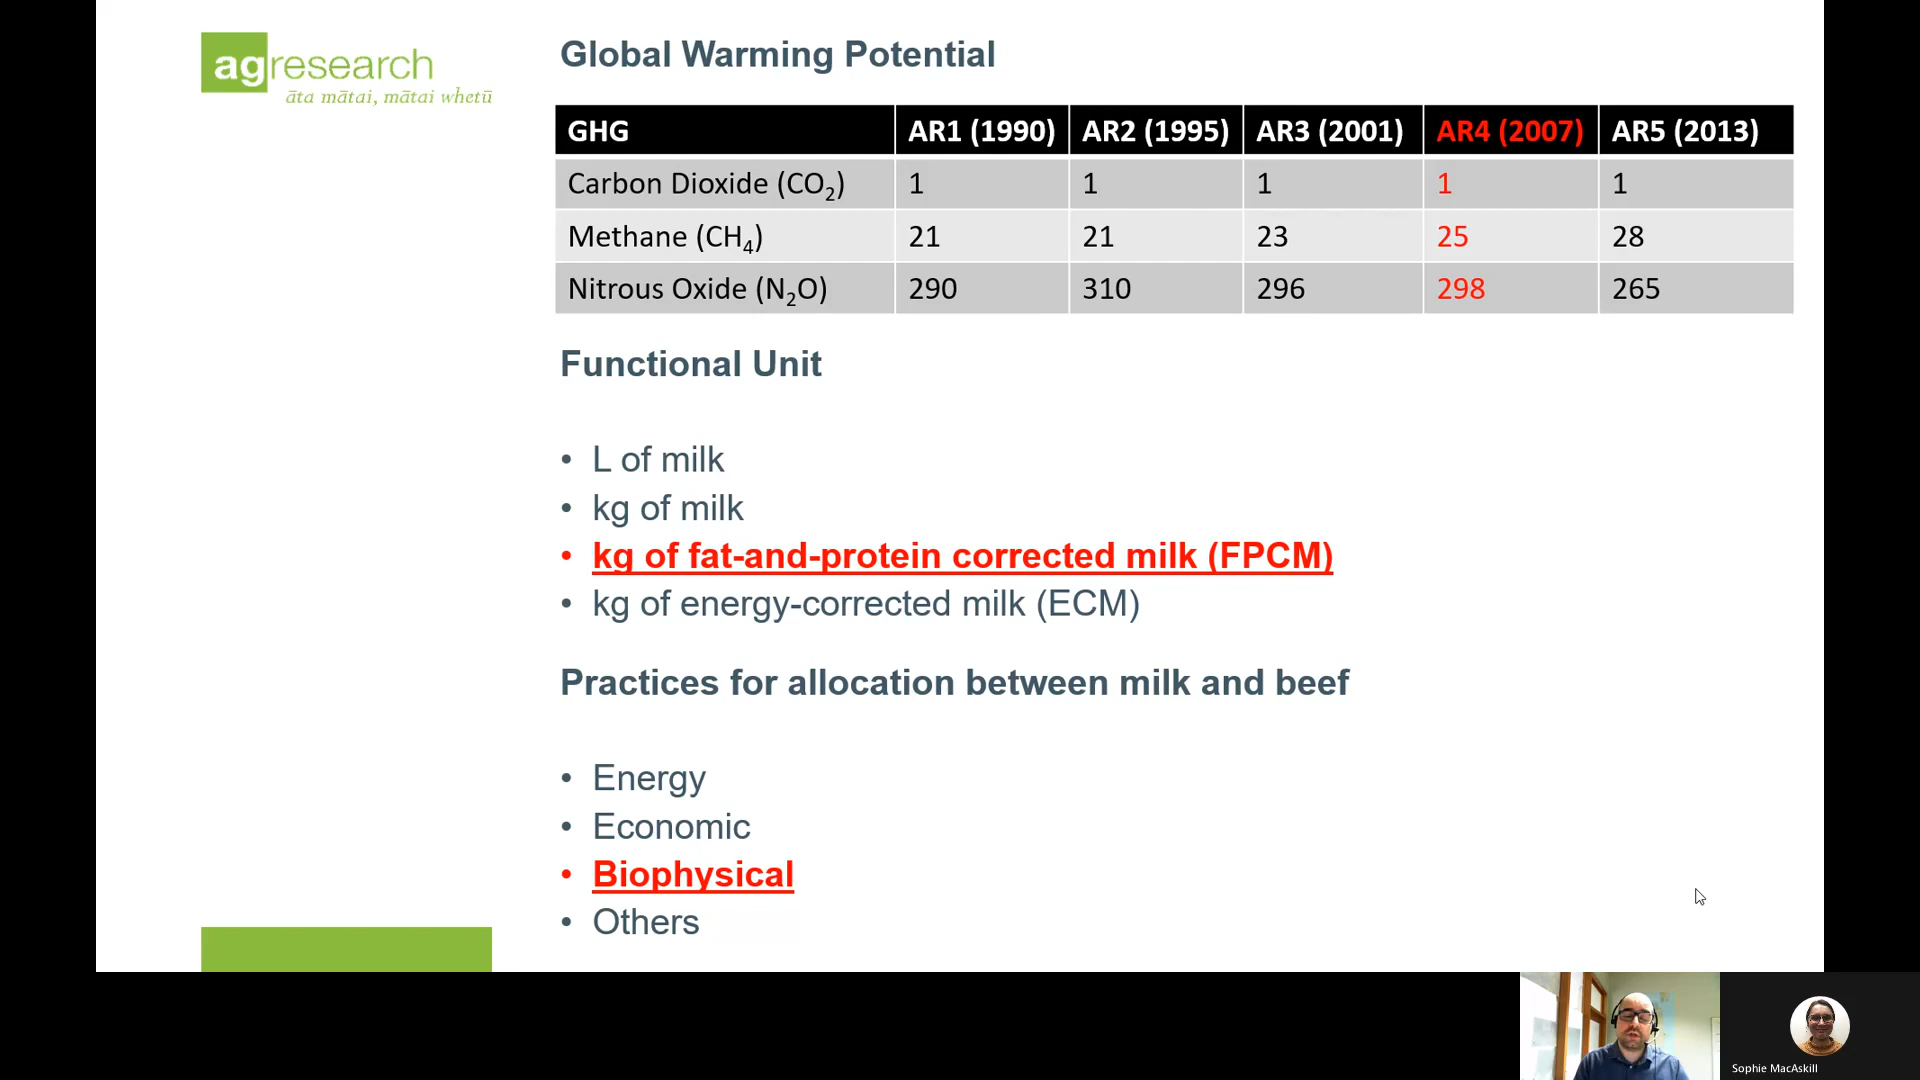 agresearch
āta mātai, mātai whetū
Global Warming Potential
GHG AR1 (1990) AR2 (1995) AR3 (2001) AR4 (2007) AR5 (2013)
Carbon Dioxide (CO₂) 1 1 1 1 1
Methane (CH₄) 21 21 23 25 28
Nitrous Oxide (N₂O) 290 310 296 298 265
Functional Unit
• L of milk
• kg of milk
• kg of fat-and-protein corrected milk (FPCM)
• kg of energy-corrected milk (ECM)
Practices for allocation between milk and beef
• Energy
• Economic
• Biophysical
• Others
Sophie MacAskill